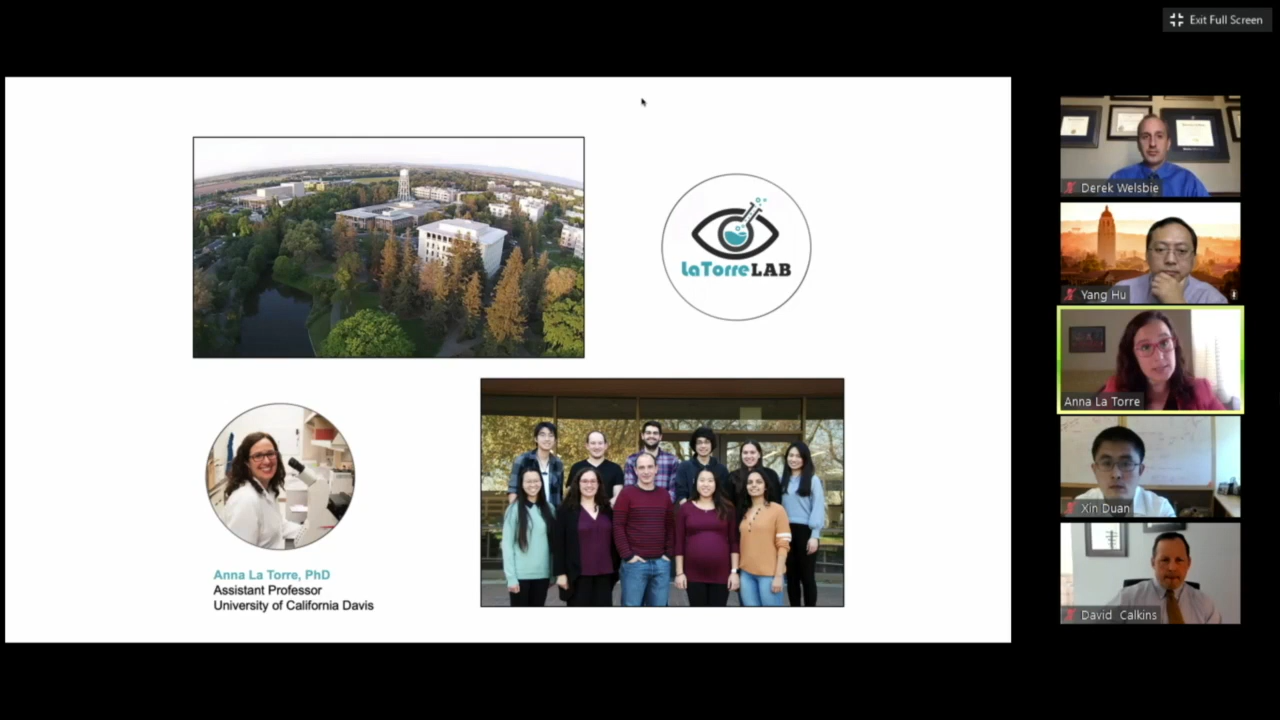 Exit Full Screen
LaTorreLAB
Anna La Torre, PhD
Assistant Professor
University of California Davis
Derek Welsbie
Yang Hu
Anna La Torre
Xin Duan
David Calkins